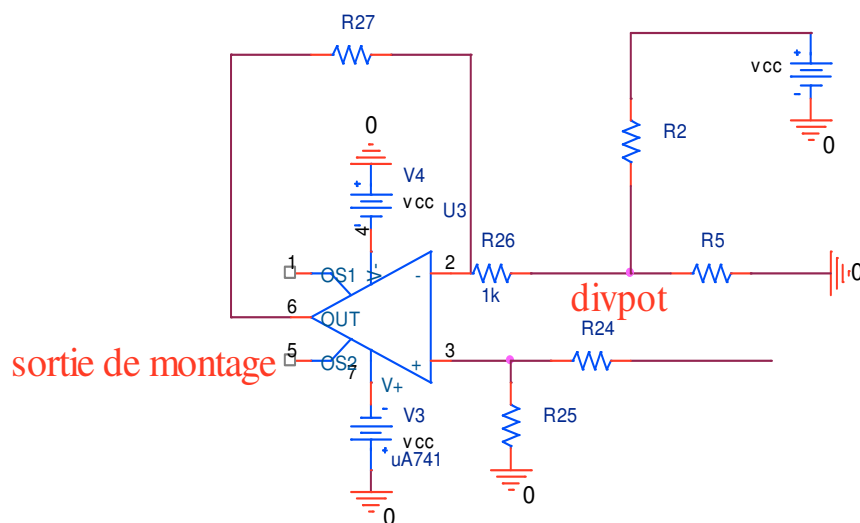 R27
vcc
R2
0
0
V4
vcc
U3
4
R26
R5
1
OS1
V-
2
-
1k
0
divpot
6
OUT
R24
5
OS2
7
+
3
sortie de montage
V+
V3
R25
vcc
uA741
0
0